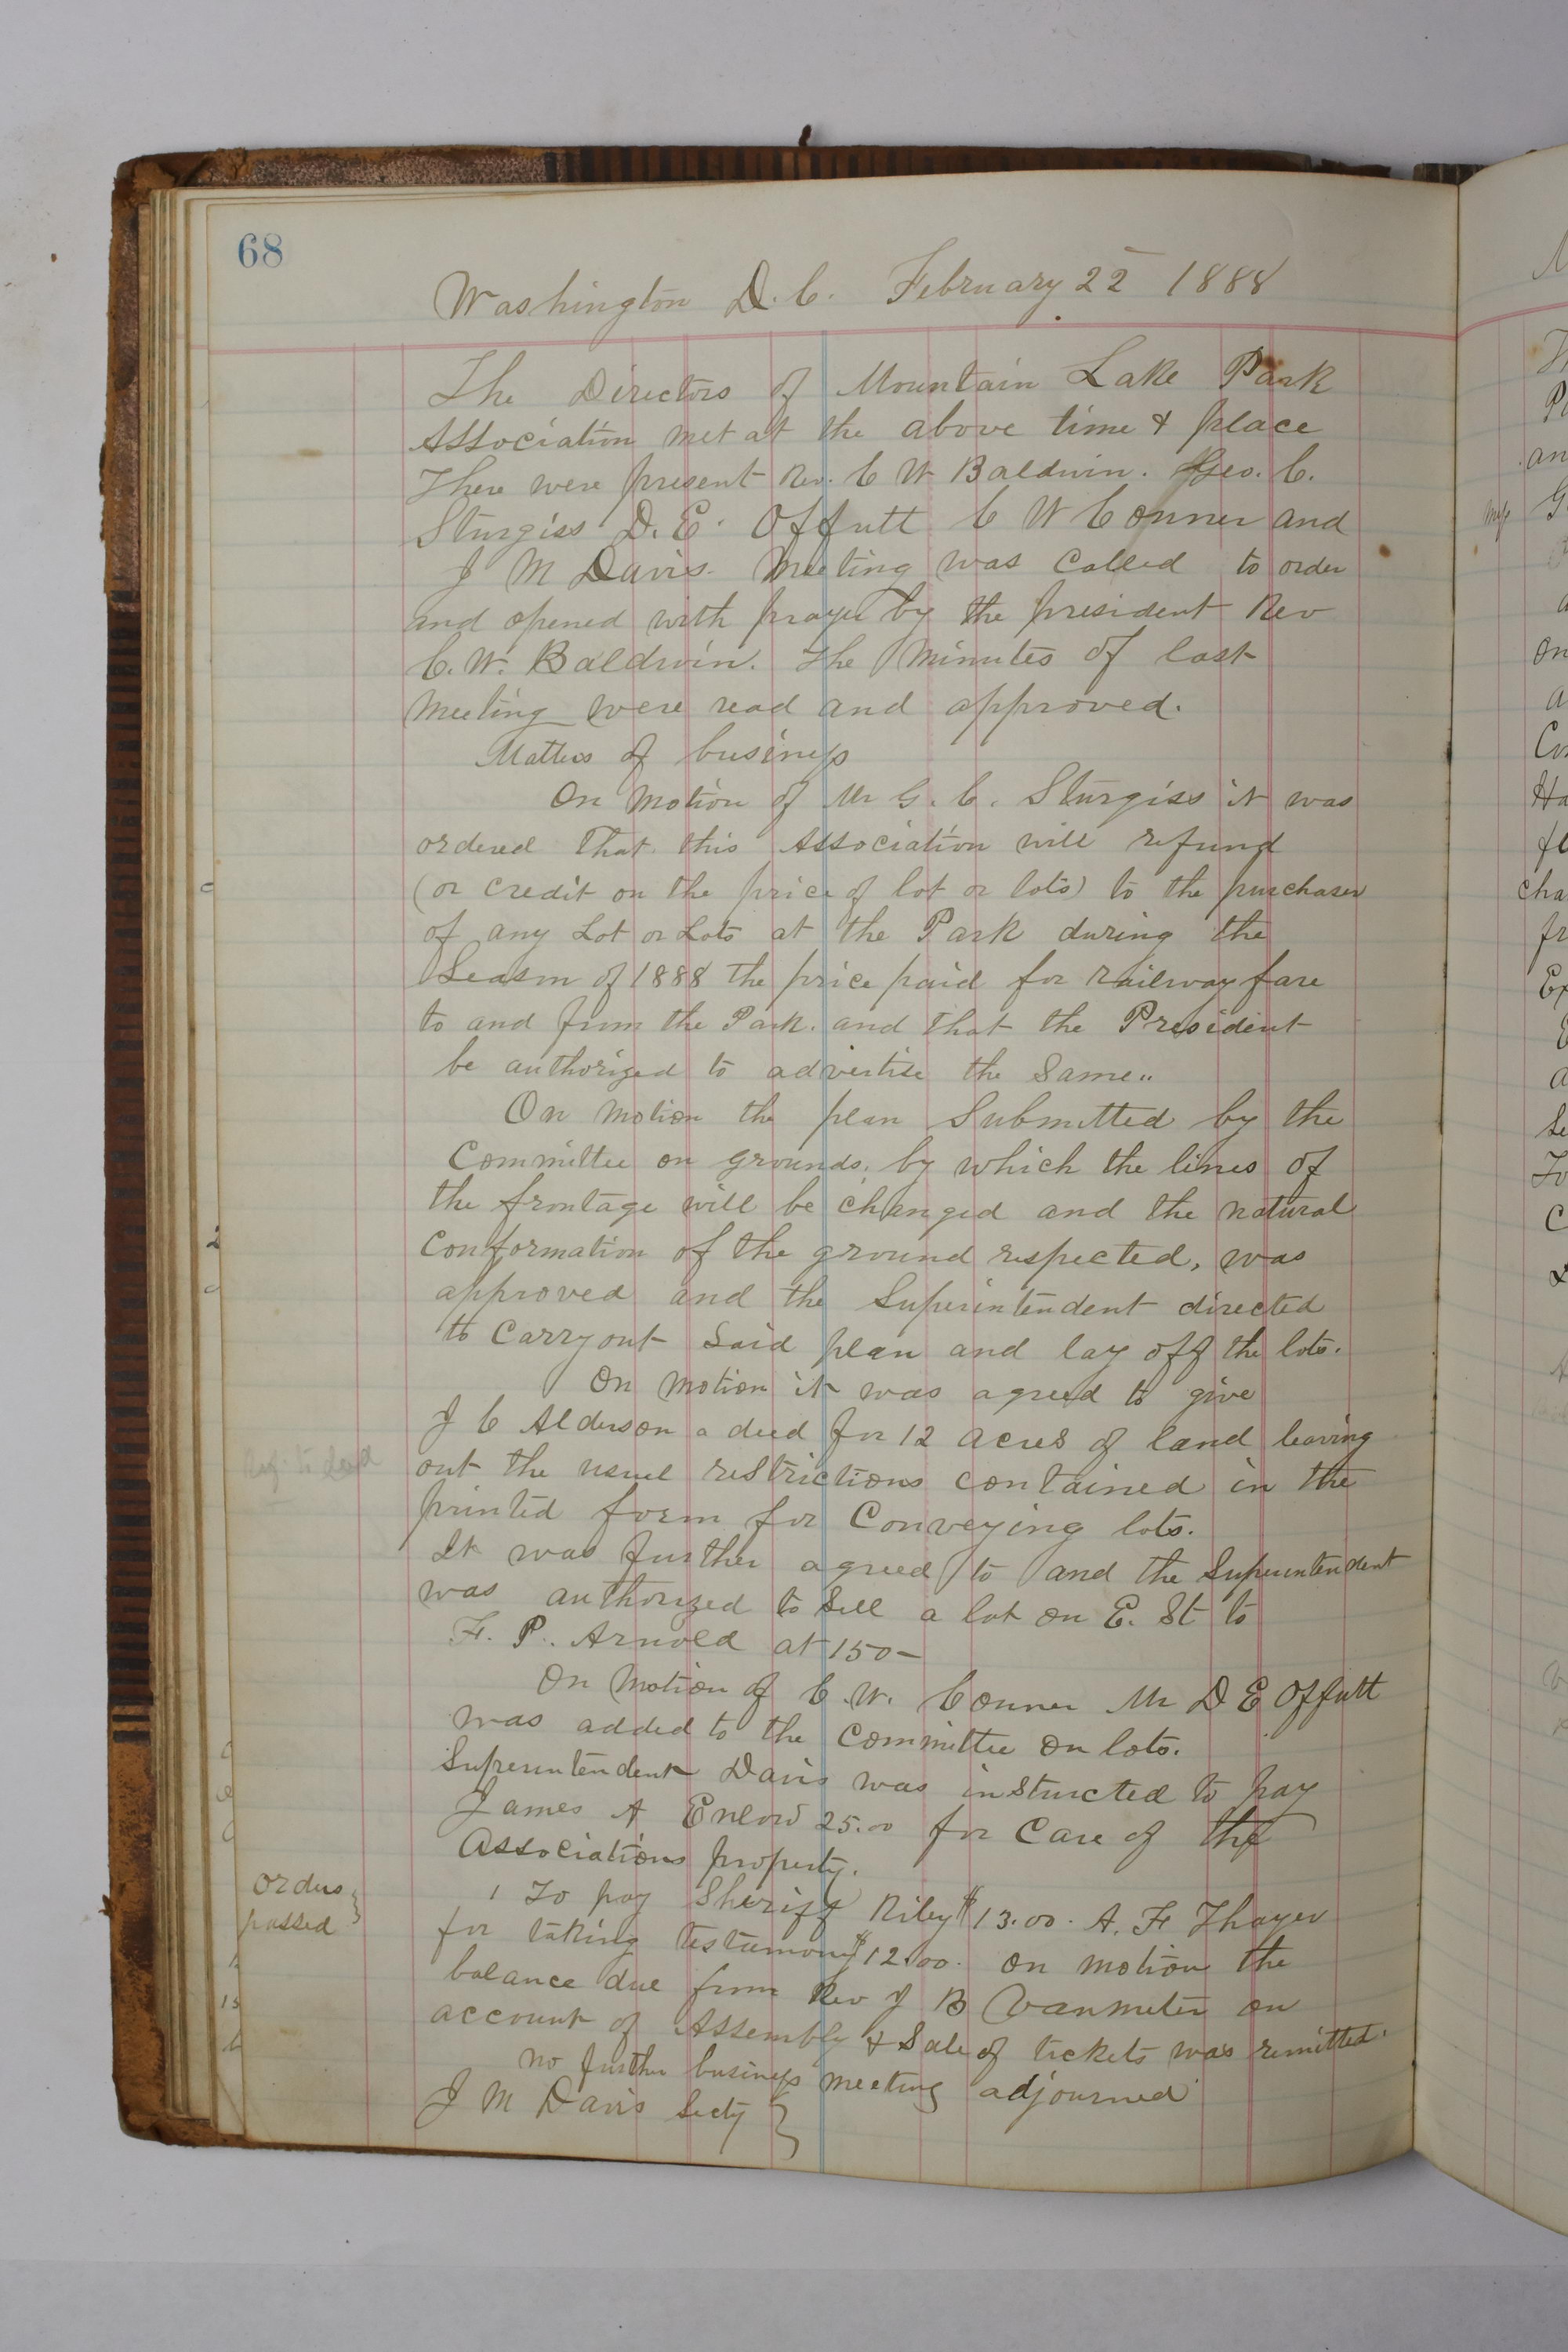 68
Washington D.C. February 22 1888
The Directors of Mountain Lake Park
Association met at the above time & place
There were present Rev. C W Baldwin. Geo. C.
Sturgiss D. E. Offutt C W Conner and
J M Davis. Meeting was called to order
and opened with prayer by the president Rev
C. W. Baldwin. The minutes of last
meeting were read and approved.
Matters of business
On motion of Mr G. C. Sturgiss it was
ordered That this Association will refund
(or credit on the price of lot or lots) to the purchaser
of any Lot or Lots at the Park during the
Season of 1888 the price paid for railway fare
to and from the Park. and that the President
be authorized to advertise the same..
On motion the plan Submitted by the
Committee on grounds, by which the lines of
the frontage will be changed and the natural
conformation of the ground respected, was
approved and the Superintendent directed
to carry out said plan and lay off the lots.
On motion it was agreed to give
J C Alderson a deed for 12 acres of land leaving
out the usual restrictions contained in the
printed form for Conveying lots.
It was further agreed to and the Superintendent
was authorized to sell a lot on E. St to
F. P. Arnold at 150-
On motion of C. W. Conner Mr D E Offutt
was added to the Committee on lots.
Superintendent Davis was instructed to pay
James A Enlow 25.00 for care of the
Associations property.
orders passed } To pay Sheriff Riley $13.00. A. F. Thayer
for taking testimony $12.00. on motion the
balance due from Rev J B Vanmeter on
account of Assembly & Sale of tickets was remitted.
no further business meeting adjourned
J M Davis Secty }